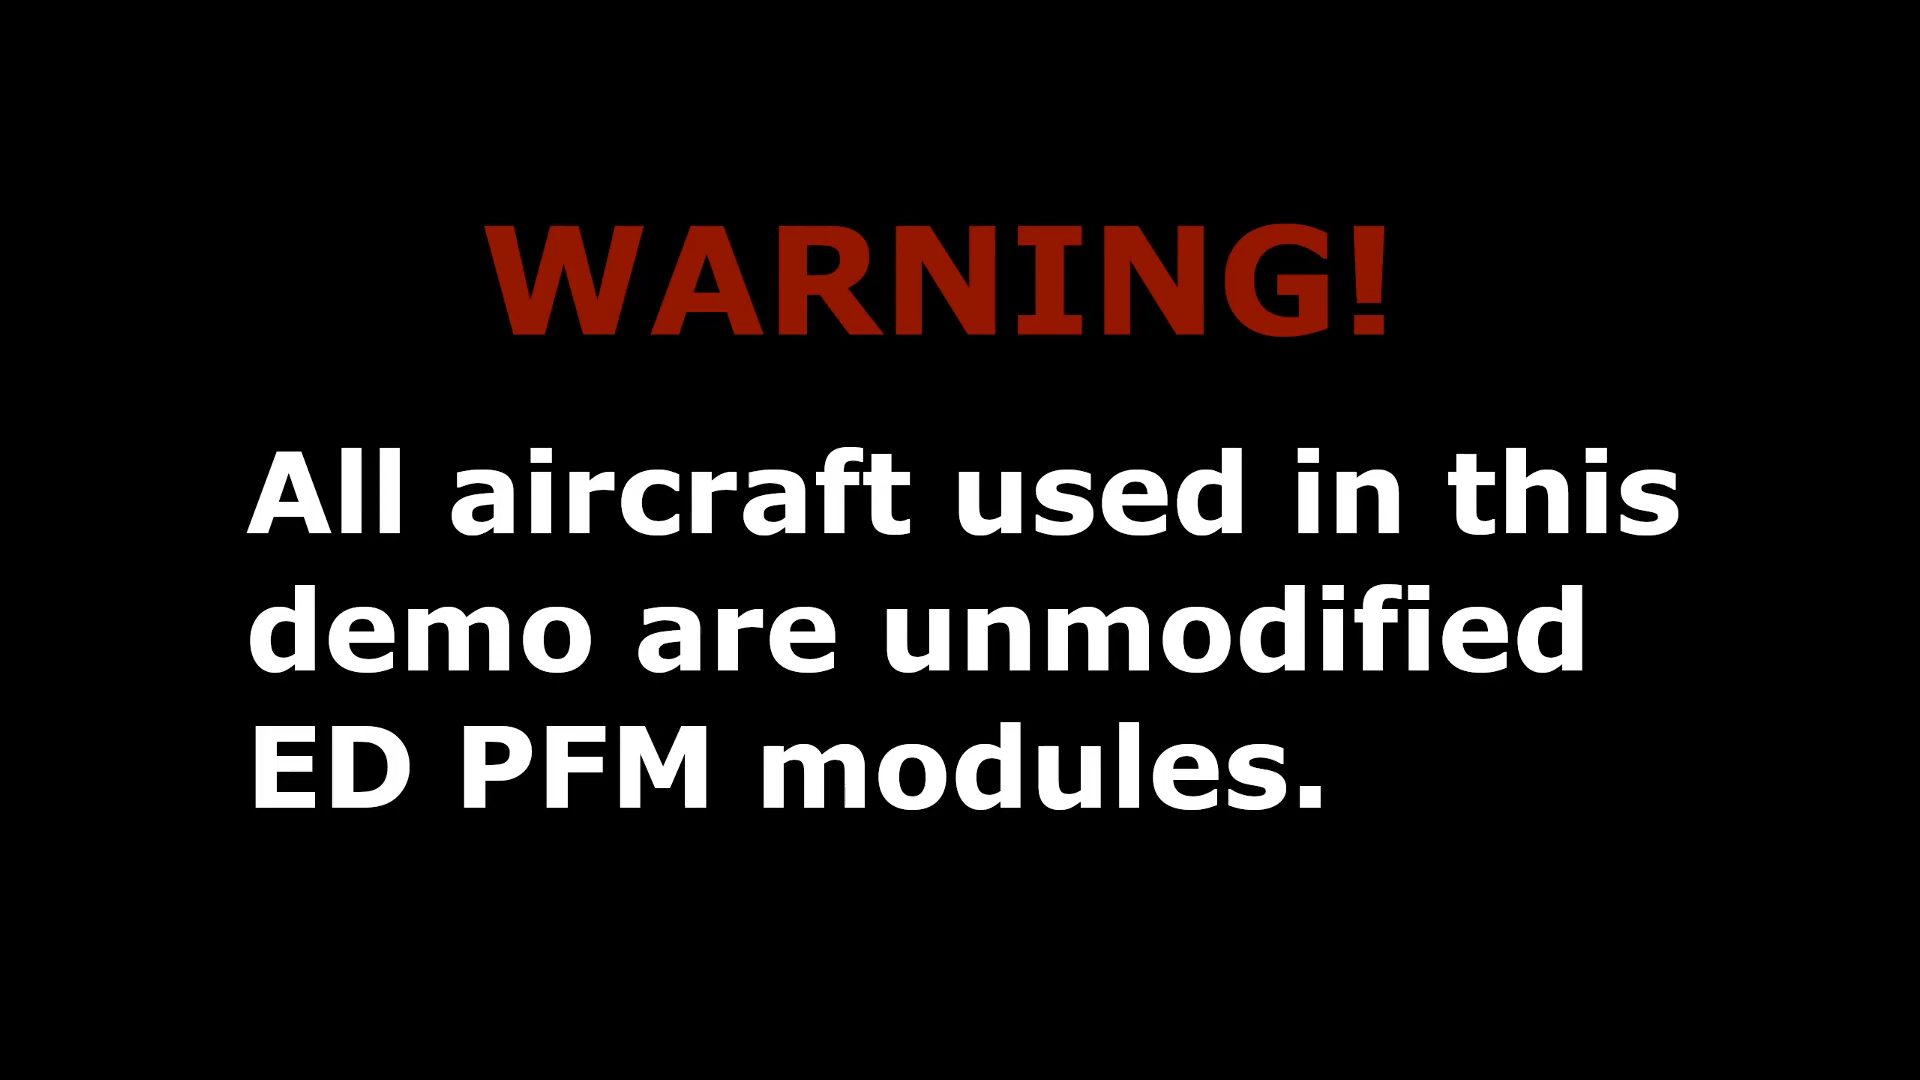 WARNING!
All aircraft used in this
demo are unmodified
ED PFM modules.